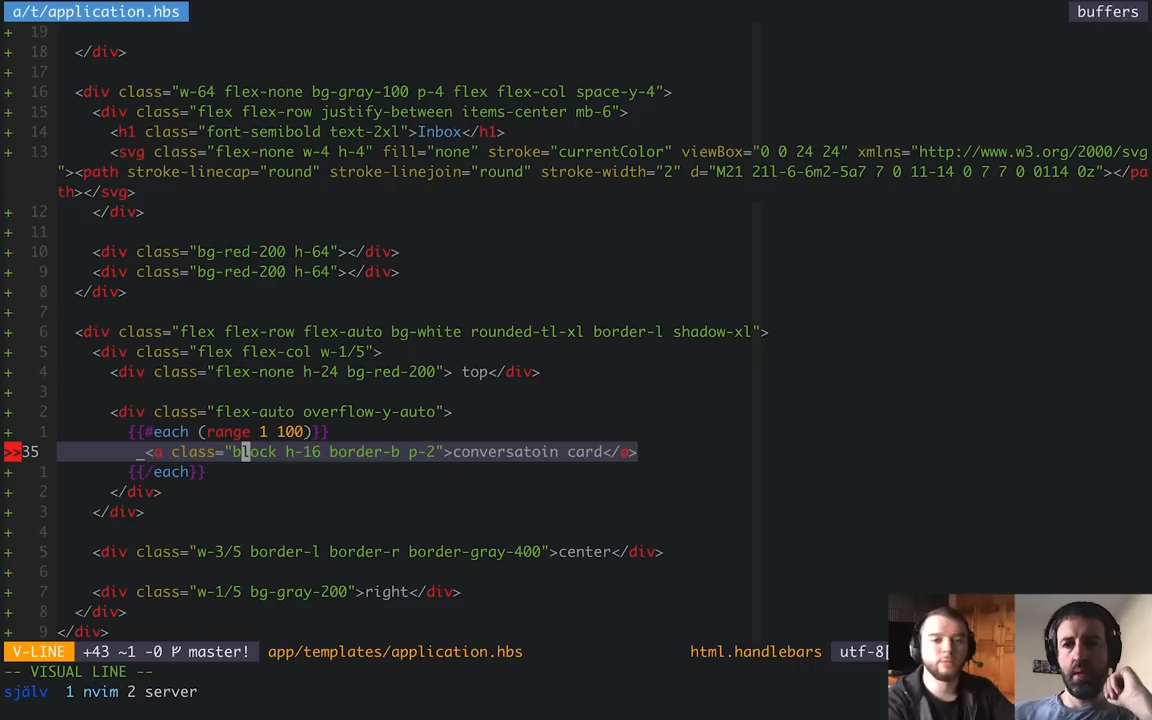 a/t/application.hbs buffers
+ 19
+ 18 </div>
+ 17
+ 16 <div class="w-64 flex-none bg-gray-100 p-4 flex flex-col space-y-4">
+ 15 <div class="flex flex-row justify-between items-center mb-6">
+ 14 <h1 class="font-semibold text-2xl">Inbox</h1>
+ 13 <svg class="flex-none w-4 h-4" fill="none" stroke="currentColor" viewBox="0 0 24 24" xmlns="http://www.w3.org/2000/svg
"><path stroke-linecap="round" stroke-linejoin="round" stroke-width="2" d="M21 21l-6-6m2-5a7 7 0 11-14 0 7 7 0 0114 0z"></pa
th></svg>
+ 12 </div>
+ 11
+ 10 <div class="bg-red-200 h-64"></div>
+ 9 <div class="bg-red-200 h-64"></div>
+ 8 </div>
+ 7
+ 6 <div class="flex flex-row flex-auto bg-white rounded-tl-xl border-l shadow-xl">
+ 5 <div class="flex flex-col w-1/5">
+ 4 <div class="flex-none h-24 bg-red-200"> top</div>
+ 3
+ 2 <div class="flex-auto overflow-y-auto">
+ 1 {{#each (range 1 100)}}
>>35 _<a class="block h-16 border-b p-2">conversatoin card</a>
+ 1 {{/each}}
+ 2 </div>
+ 3 </div>
+ 4
+ 5 <div class="w-3/5 border-l border-r border-gray-400">center</div>
+ 6
+ 7 <div class="w-1/5 bg-gray-200">right</div>
+ 8 </div>
+ 9 </div>
V-LINE +43 ~1 -0 master! app/templates/application.hbs html.handlebars utf-8[
-- VISUAL LINE --
själv 1 nvim 2 server